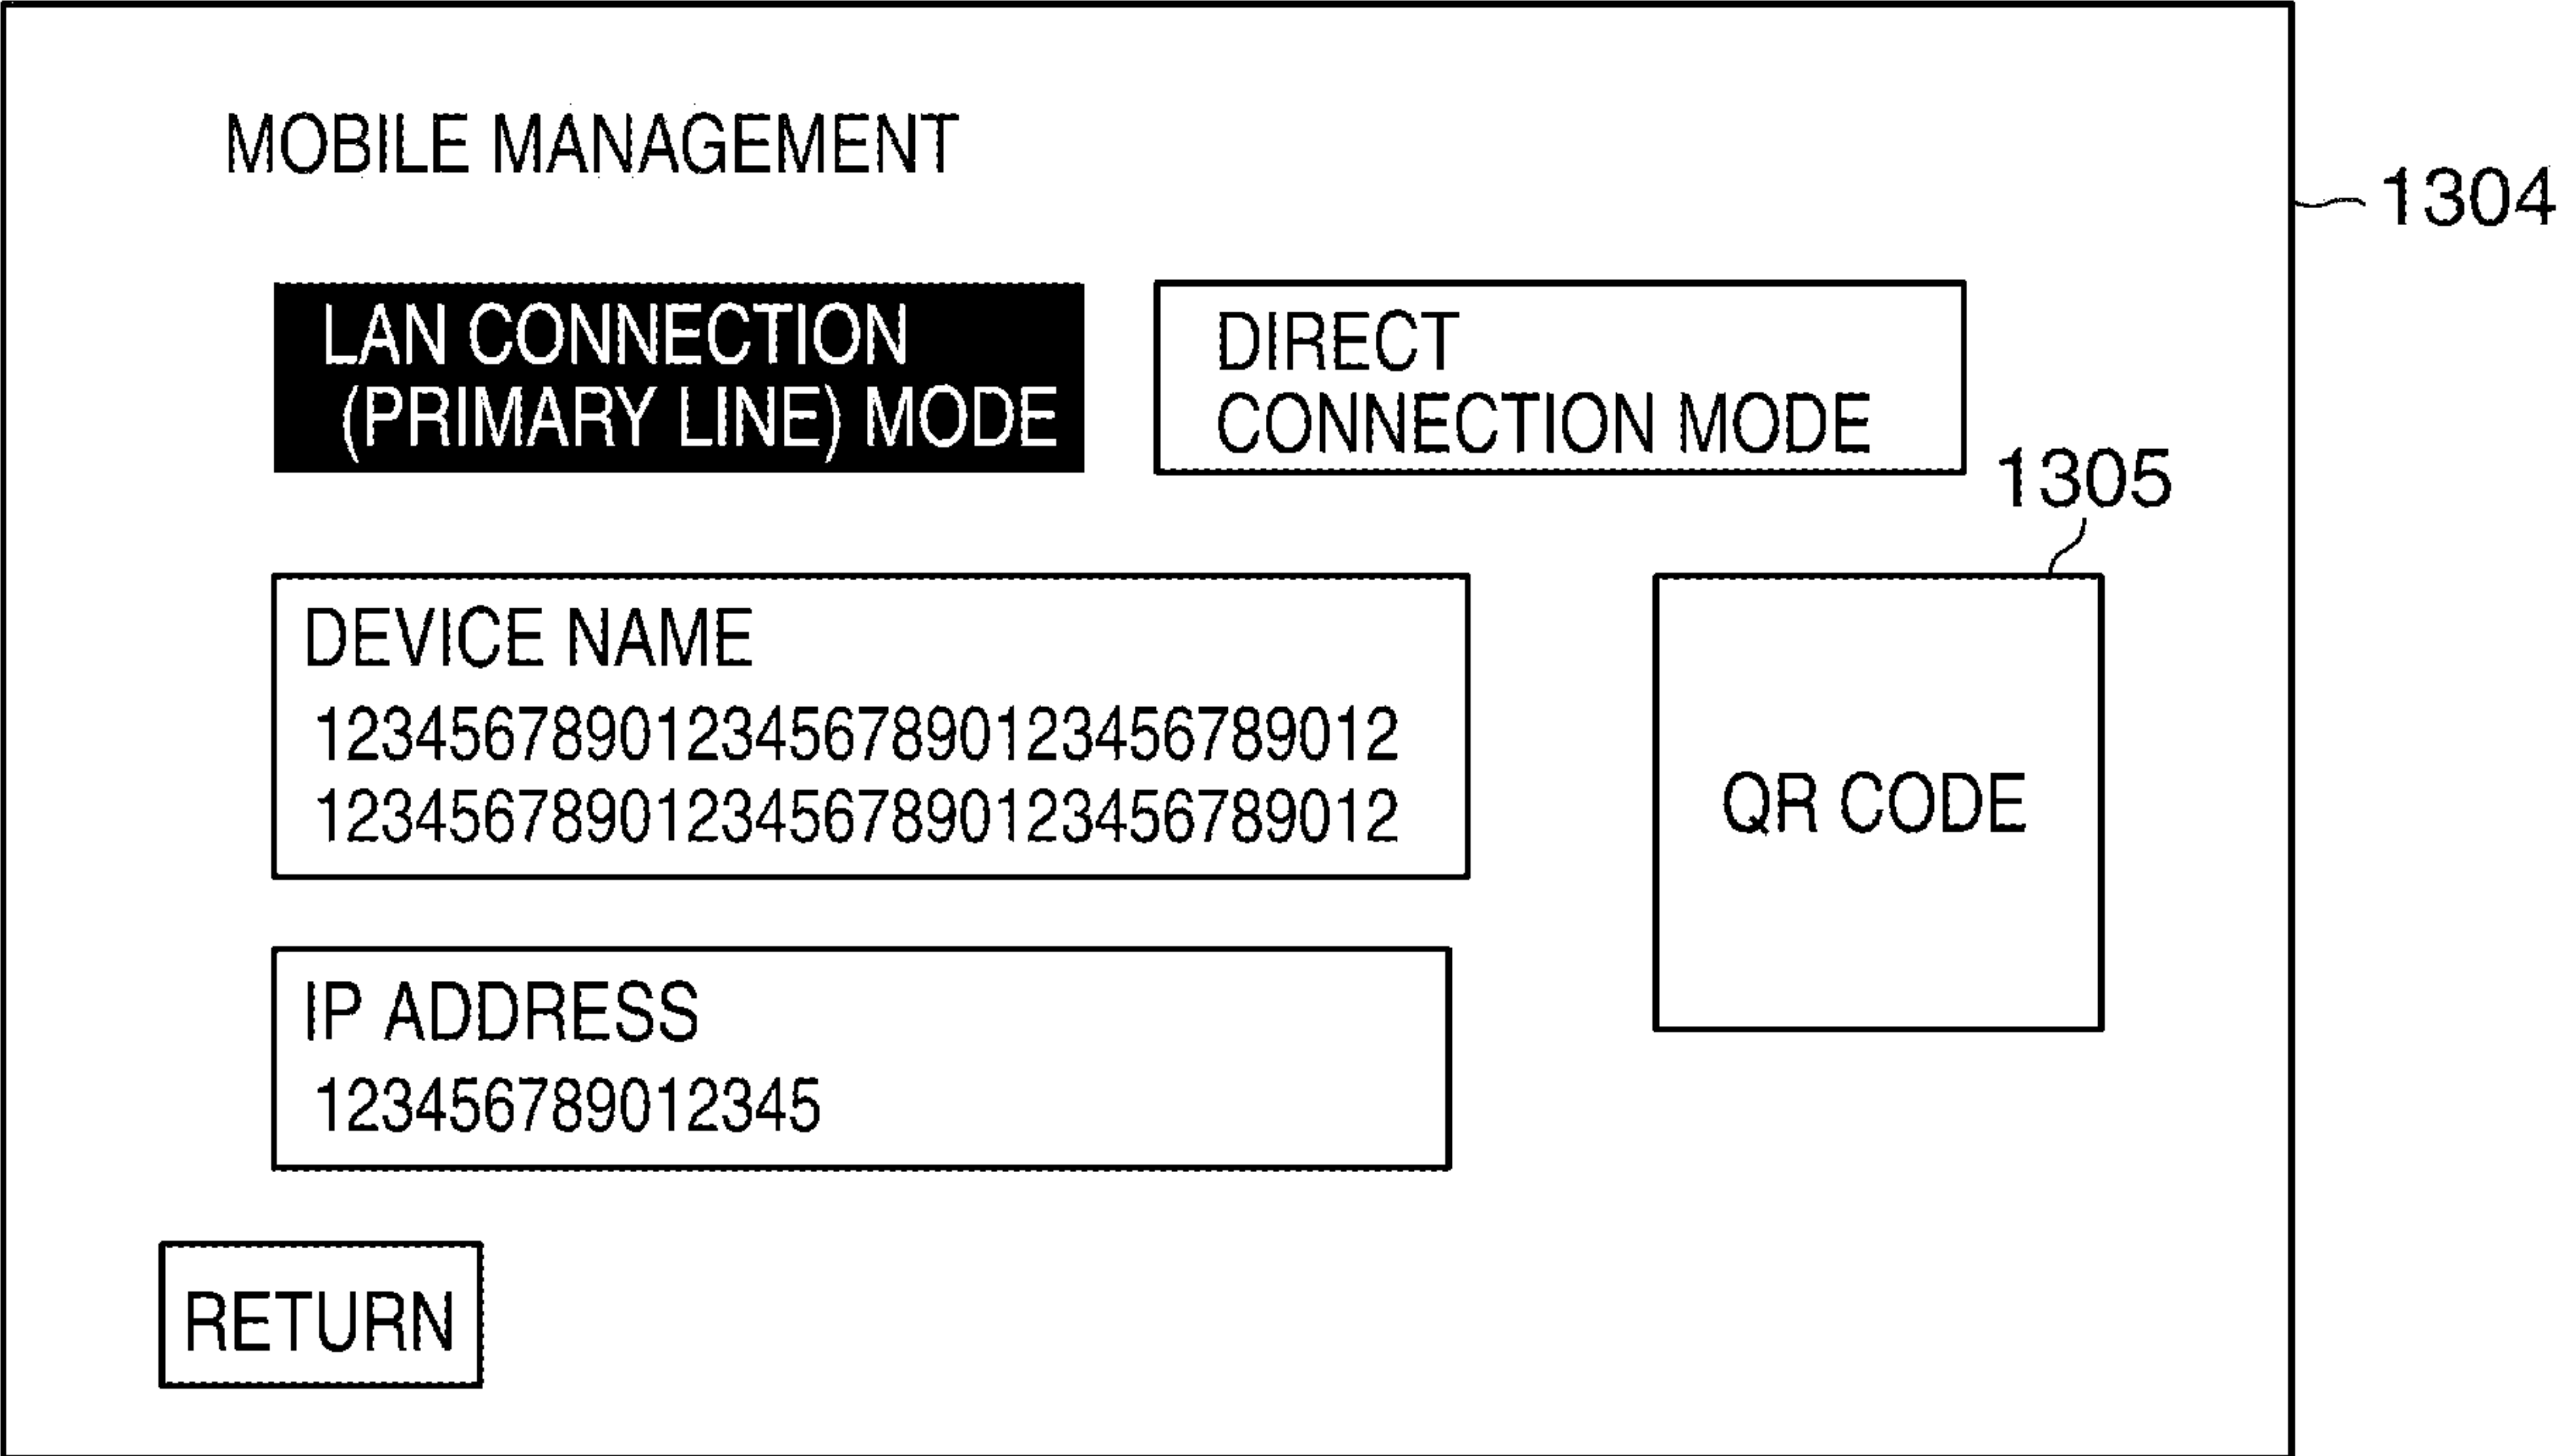 MOBILE MANAGEMENT
1304
LAN CONNECTION
(PRIMARY LINE) MODE
DIRECT
CONNECTION MODE
1305
DEVICE NAME
12345678901234567890123456789012
12345678901234567890123456789012
QR CODE
IP ADDRESS
123456789012345
RETURN